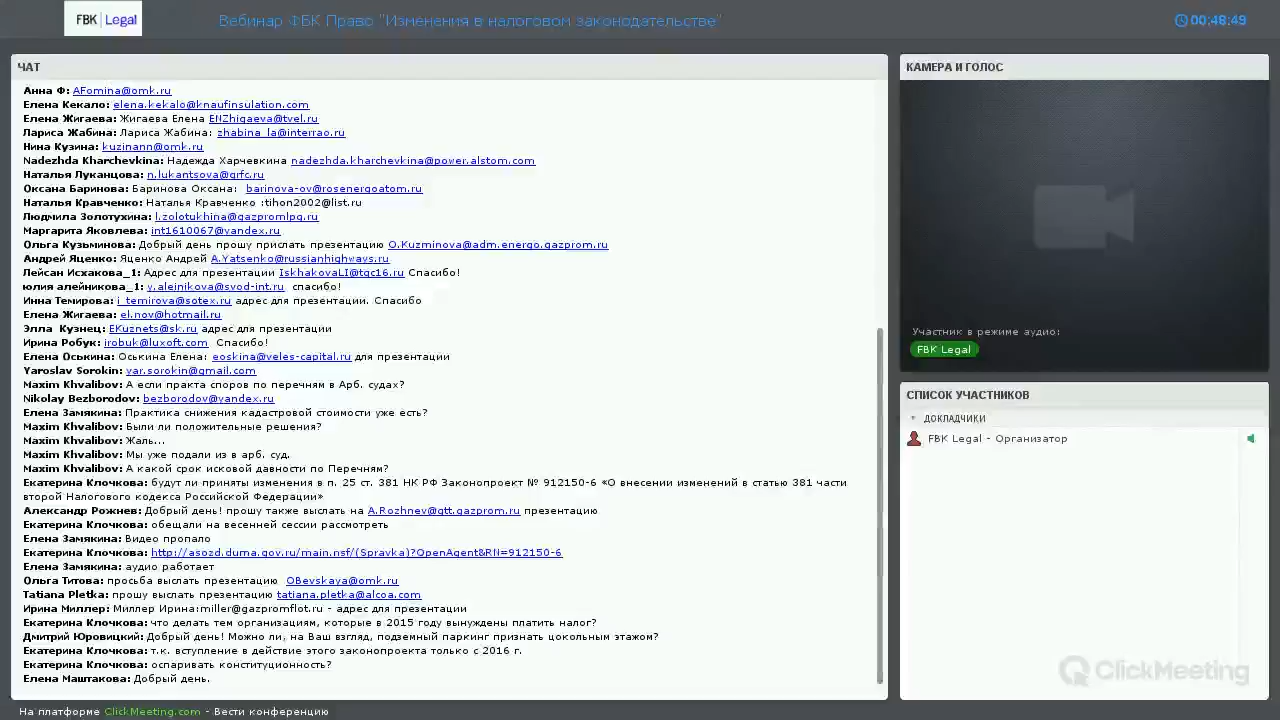 FBK Legal
Вебинар ФБК Право "Изменения в налоговом законодательстве"
00:48:49
ЧАТ
Анна Ф: AFomina@omk.ru
Елена Кекало: elena.kekalo@knaufinsulation.com
Елена Жигаева: Жигаева Елена ENZhigaeva@tvel.ru
Лариса Жабина: Лариса Жабина: zhabina_la@interrao.ru
Нина Кузина: kuzinann@omk.ru
Nadezhda Kharchevkina: Надежда Харчевкина nadezhda.kharchevkina@power.alstom.com
Наталья Луканцова: n.lukantsova@grfc.ru
Оксана Баринова: Баринова Оксана: barinova-ov@rosenergoatom.ru
Наталья Кравченко: Наталья Кравченко :tihon2002@list.ru
Людмила Золотухина: l.zolotukhina@gazpromlpg.ru
Маргарита Яковлева: int1610067@yandex.ru
Ольга Кузьминова: Добрый день прошу прислать презентацию O.Kuzminova@adm.energo.gazprom.ru
Андрей Яценко: Яценко Андрей A.Yatsenko@russianhighways.ru
Лейсан Исхакова_1: Адрес для презентации IskhakovaLI@tgc16.ru Спасибо!
юлия алейникова_1: y.aleinikova@svod-int.ru спасибо!
Инна Темирова: i_temirova@sotex.ru адрес для презентации. Спасибо
Елена Жигаева: el.nov@hotmail.ru
Элла Кузнец: EKuznets@sk.ru адрес для презентации
Ирина Робук: irobuk@luxoft.com Спасибо!
Елена Оськина: Оськина Елена: eoskina@veles-capital.ru для презентации
Yaroslav Sorokin: yar.sorokin@gmail.com
Maxim Khvalibov: А если практа споров по перечням в Арб. судах?
Nikolay Bezborodov: bezborodov@yandex.ru
Елена Замякина: Практика снижения кадастровой стоимости уже есть?
Maxim Khvalibov: Были ли положительные решения?
Maxim Khvalibov: Жаль...
Maxim Khvalibov: Мы уже подали из в арб. суд.
Maxim Khvalibov: А какой срок исковой давности по Перечням?
Екатерина Клочкова: будут ли приняты изменения в п. 25 ст. 381 НК РФ Законопроект № 912150-6 «О внесении изменений в статью 381 части
второй Налогового кодекса Российской Федерации»
Александр Рожнев: Добрый день! прошу также выслать на A.Rozhnev@gtt.gazprom.ru презентацию
Екатерина Клочкова: обещали на весенней сессии рассмотреть
Елена Замякина: Видео пропало
Екатерина Клочкова: http://asozd.duma.gov.ru/main.nsf/(Spravka)?OpenAgent&RN=912150-6
Елена Замякина: аудио работает
Ольга Титова: просьба выслать презентацию OBevskaya@omk.ru
Tatiana Pletka: прошу выслать презентацию tatiana.pletka@alcoa.com
Ирина Миллер: Миллер Ирина:miller@gazpromflot.ru - адрес для презентации
Екатерина Клочкова: что делать тем организациям, которые в 2015 году вынуждены платить налог?
Дмитрий Юровицкий: Добрый день! Можно ли, на Ваш взгляд, подземный паркинг признать цокольным этажом?
Екатерина Клочкова: т.к. вступление в действие этого законопроекта только с 2016 г.
Екатерина Клочкова: оспаривать конституционность?
Елена Маштакова: Добрый день.
КАМЕРА И ГОЛОС
Участник в режиме аудио:
FBK Legal
СПИСОК УЧАСТНИКОВ
ДОКЛАДЧИКИ
FBK Legal - Организатор
ClickMeeting
На платформе ClickMeeting.com - Вести конференцию